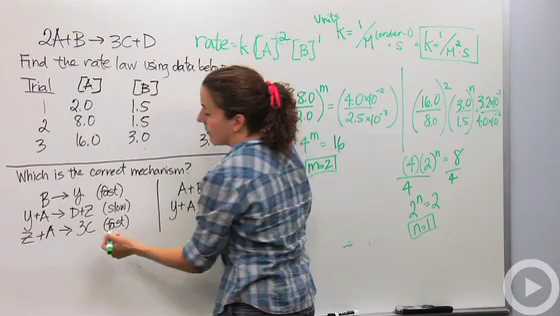 2A+B → 3C+D
rate=k[A]² [B]¹
Units k = 1/M^(order-1)·s = k=1/M²·s
Find the rate law using data
Trial [A] [B]
1 2.0 1.5
2 8.0 1.5
3 16.0 3.0 3.
(8.0/2.0)^m = (4.0×10⁻²/2.5×10⁻³)
4^m = 16
m=2
(16.0/8.0)² (3.0/1.5)^n 3.2×10⁻¹/4.0×10⁻²
(4)(2)^n/4 = 8/4
2^n=2
n=1
Which is the correct mechanism?
B → y (fast)
y+A → D+Z (slow)
Z+A → 3C (fast)
A+B
y+A